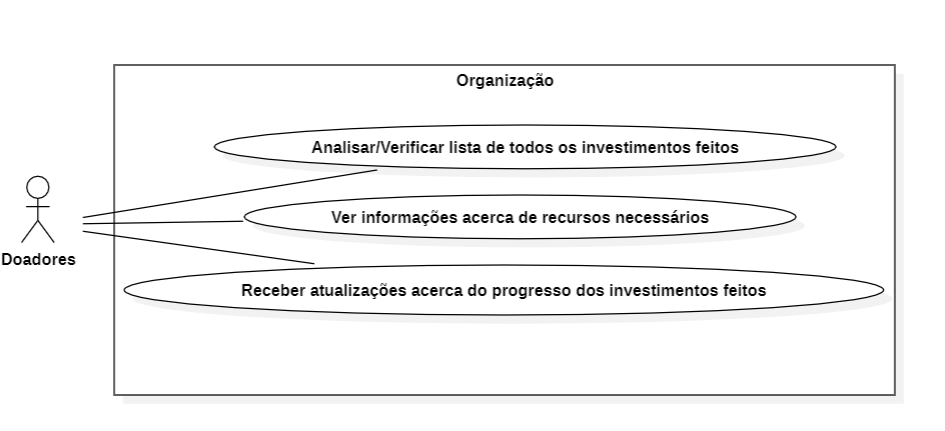 Organização
Analisar/Verificar lista de todos os investimentos feitos
Ver informações acerca de recursos necessários
Doadores
Receber atualizações acerca do progresso dos investimentos feitos